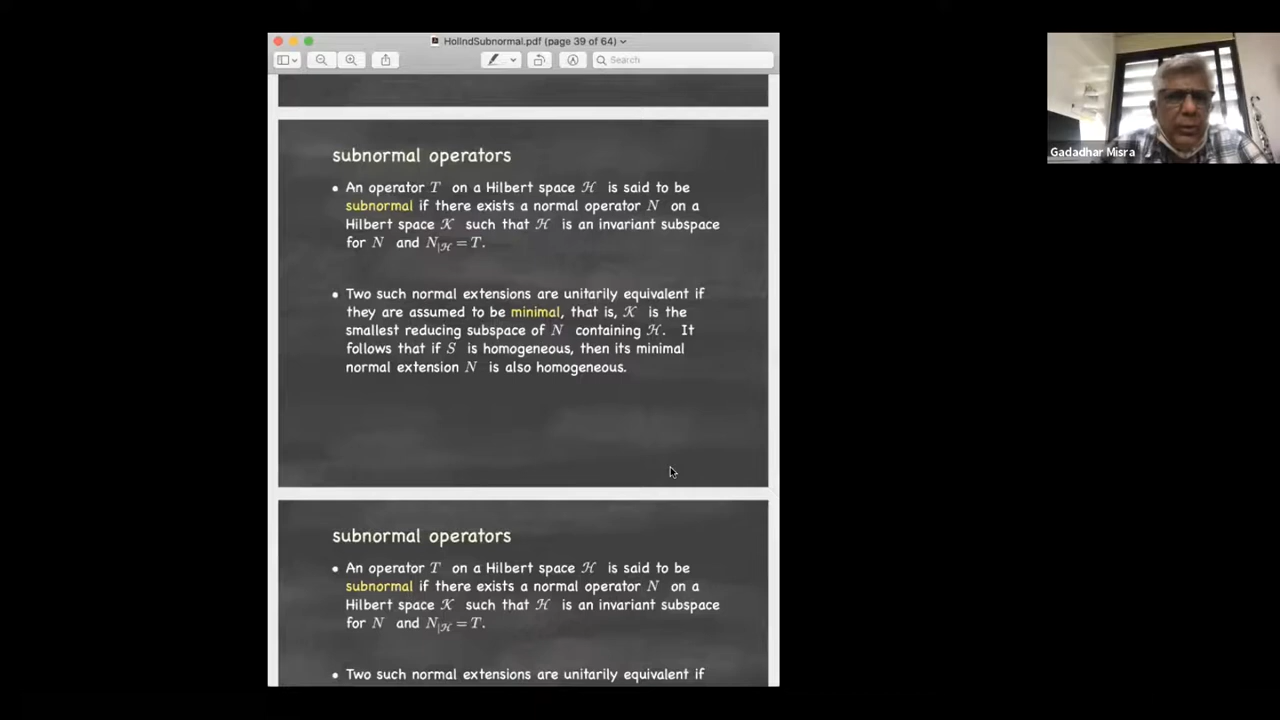 HolIndSubnormal.pdf (page 39 of 64)
Search
subnormal operators
• An operator T on a Hilbert space ℋ is said to be
subnormal if there exists a normal operator N on a
Hilbert space 𝒦 such that ℋ is an invariant subspace
for N and N|ℋ = T.
• Two such normal extensions are unitarily equivalent if
they are assumed to be minimal, that is, 𝒦 is the
smallest reducing subspace of N containing ℋ. It
follows that if S is homogeneous, then its minimal
normal extension N is also homogeneous.
subnormal operators
• An operator T on a Hilbert space ℋ is said to be
subnormal if there exists a normal operator N on a
Hilbert space 𝒦 such that ℋ is an invariant subspace
for N and N|ℋ = T.
• Two such normal extensions are unitarily equivalent if
Gadadhar Misra